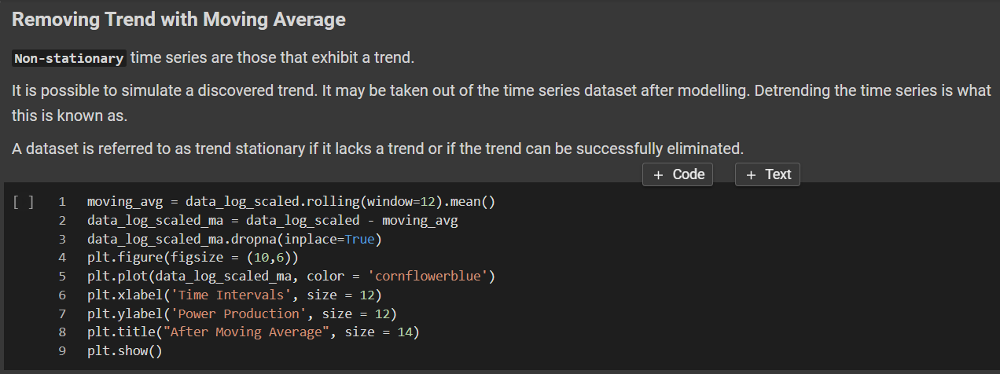 Removing Trend with Moving Average
Non-stationary time series are those that exhibit a trend.
It is possible to simulate a discovered trend. It may be taken out of the time series dataset after modelling. Detrending the time series is what
this is known as.
A dataset is referred to as trend stationary if it lacks a trend or if the trend can be successfully eliminated.
+ Code + Text
[ ] 1 moving_avg = data_log_scaled.rolling(window=12).mean()
2 data_log_scaled_ma = data_log_scaled - moving_avg
3 data_log_scaled_ma.dropna(inplace=True)
4 plt.figure(figsize = (10,6))
5 plt.plot(data_log_scaled_ma, color = 'cornflowerblue')
6 plt.xlabel('Time Intervals', size = 12)
7 plt.ylabel('Power Production', size = 12)
8 plt.title("After Moving Average", size = 14)
9 plt.show()